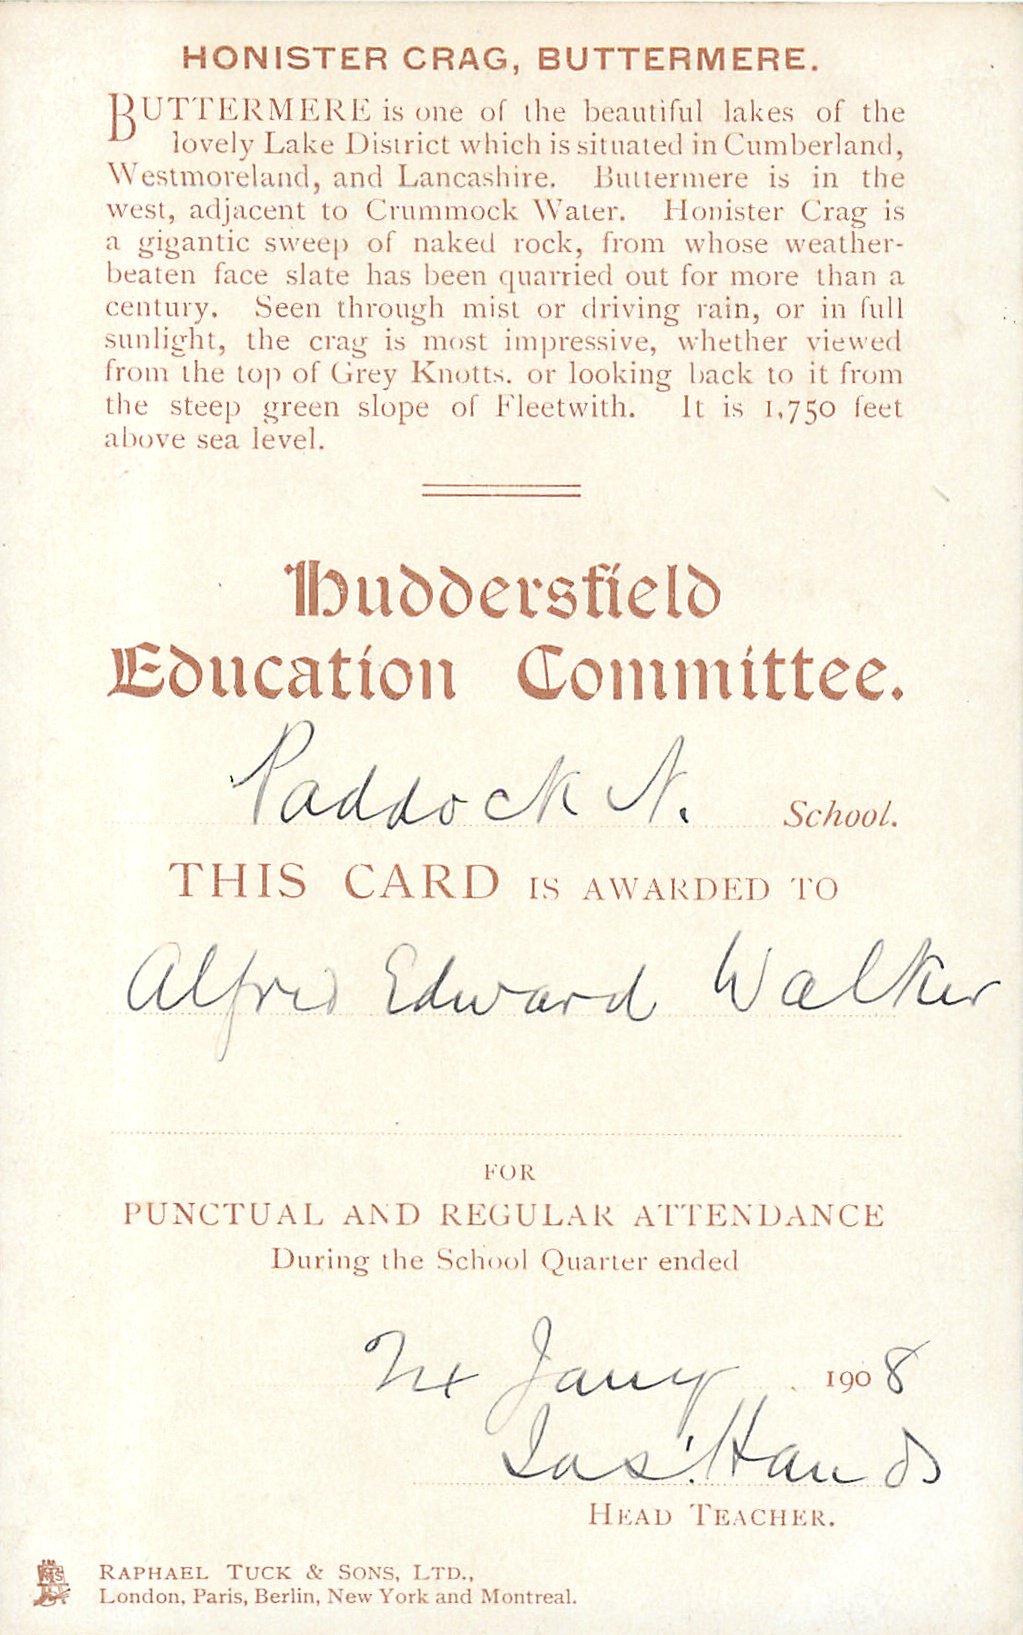 HONISTER CRAG, BUTTERMERE.
BUTTERMERE is one of the beautiful lakes of the
lovely Lake District which is situated in Cumberland,
Westmoreland, and Lancashire. Buttermere is in the
west, adjacent to Crummock Water. Honister Crag is
a gigantic sweep of naked rock, from whose weather-
beaten face slate has been quarried out for more than a
century. Seen through mist or driving rain, or in full
sunlight, the crag is most impressive, whether viewed
from the top of Grey Knotts, or looking back to it from
the steep green slope of Fleetwith. It is 1,750 feet
above sea level.
Huddersfield
Education Committee.
Paddock N. School.
THIS CARD IS AWARDED TO
Alfred Edward Walker
FOR
PUNCTUAL AND REGULAR ATTENDANCE
During the School Quarter ended
Jany 1908
Jas. Hands
HEAD TEACHER.
RAPHAEL TUCK & SONS, LTD.,
London, Paris, Berlin, New York and Montreal.